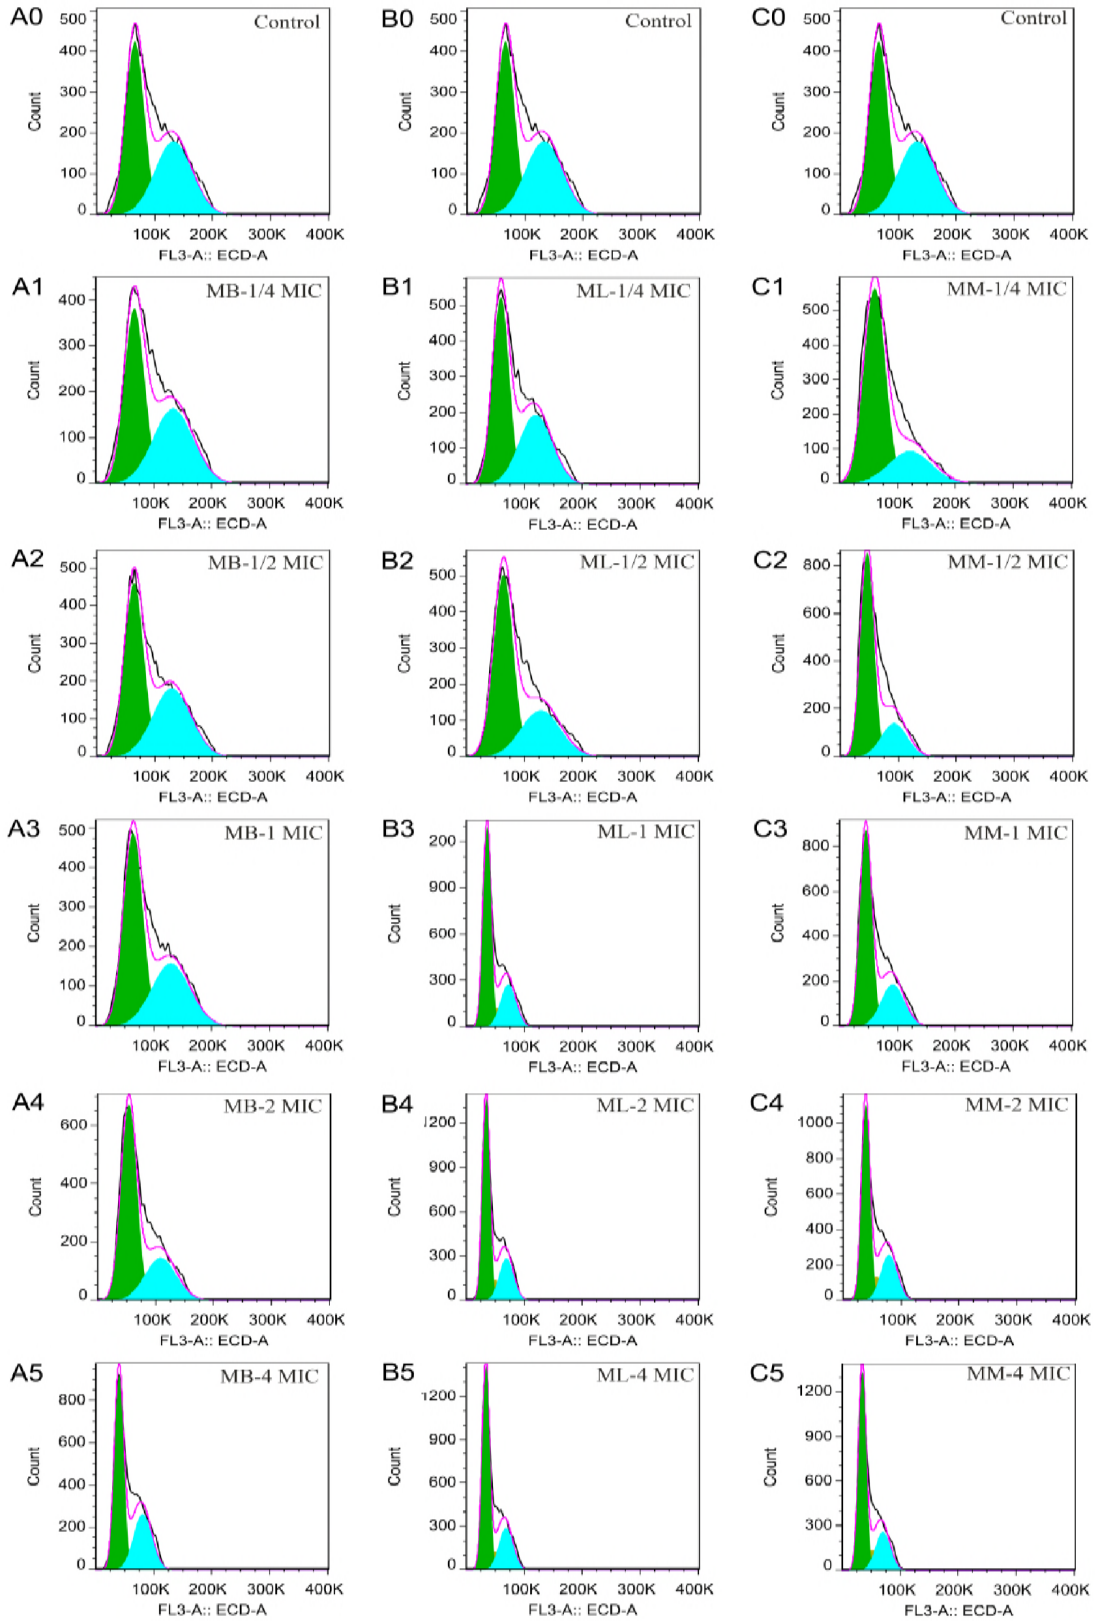 A0 Control
500
400
300
200
100
0
Count
100K 200K 300K 400K
FL3-A:: ECD-A
B0
500
400
300
200
100
0
Count
100K 200K 300K 400K
FL3-A:: ECD-A
C0 Control
500
400
300
200
100
0
Count
100K 200K 300K 400K
FL3-A:: ECD-A
A1 MB-1/4 MIC
400
300
200
100
0
Count
100K 200K 300K 400K
FL3-A:: ECD-A
B1 ML-1/4 MIC
500
400
300
200
100
0
Count
100K 200K 300K 400K
FL3-A:: ECD-A
C1 MM-1/4 MIC
500
400
300
200
100
0
Count
100K 200K 300K 400K
FL3-A:: ECD-A
A2 MB-1/2 MIC
500
400
300
200
100
0
Count
100K 200K 300K 400K
FL3-A:: ECD-A
B2 ML-1/2 MIC
500
400
300
200
100
0
Count
100K 200K 300K 400K
FL3-A:: ECD-A
C2 MM-1/2 MIC
800
600
400
200
0
Count
100K 200K 300K 400K
FL3-A:: ECD-A
A3 MB-1 MIC
500
400
300
200
100
0
Count
100K 200K 300K 400K
FL3-A:: ECD-A
B3 ML-1 MIC
200
900
600
300
0
Count
100K 200K 300K 400K
FL3-A:: ECD-A
C3 MM-1 MIC
800
600
400
200
0
Count
100K 200K 300K 400K
FL3-A:: ECD-A
A4 MB-2 MIC
600
400
200
0
Count
100K 200K 300K 400K
FL3-A:: ECD-A
B4 ML-2 MIC
1200
900
600
300
0
Count
100K 200K 300K 400K
FL3-A:: ECD-A
C4 MM-2 MIC
1000
800
600
400
200
0
Count
100K 200K 300K 400K
FL3-A:: ECD-A
A5 MB-4 MIC
800
600
400
200
0
Count
100K 200K 300K 400K
FL3-A:: ECD-A
B5 ML-4 MIC
1200
900
600
300
0
Count
100K 200K 300K 400K
FL3-A:: ECD-A
C5 MM-4 MIC
1200
900
600
300
0
Count
100K 200K 300K 400K
FL3-A:: ECD-A